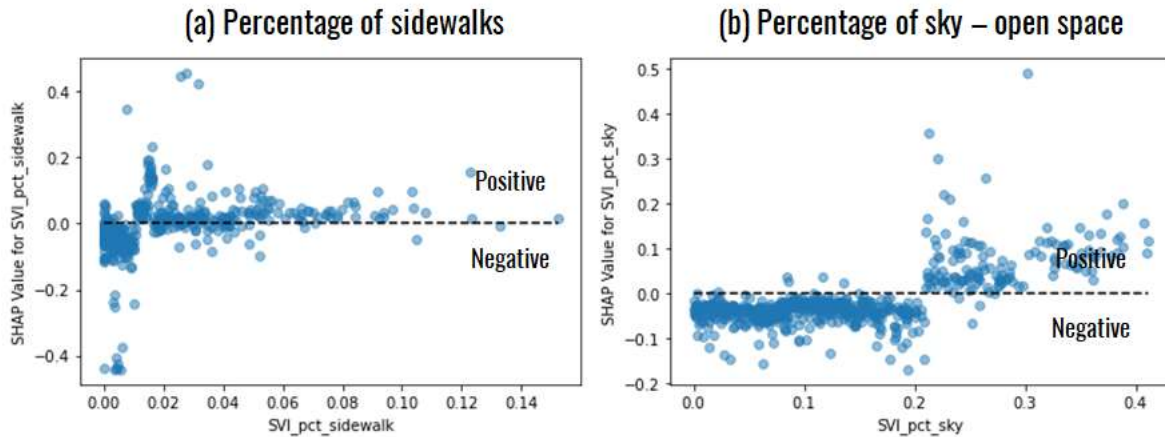 (a) Percentage of sidewalks
SHAP Value for SVI_pct_sidewalk
0.4
0.2
0.0
−0.2
−0.4
Positive
Negative
0.00 0.02 0.04 0.06 0.08 0.10 0.12 0.14
SVI_pct_sidewalk
(b) Percentage of sky – open space
SHAP Value for SVI_pct_sky
0.5
0.4
0.3
0.2
0.1
0.0
−0.1
−0.2
Positive
Negative
0.0 0.1 0.2 0.3 0.4
SVI_pct_sky